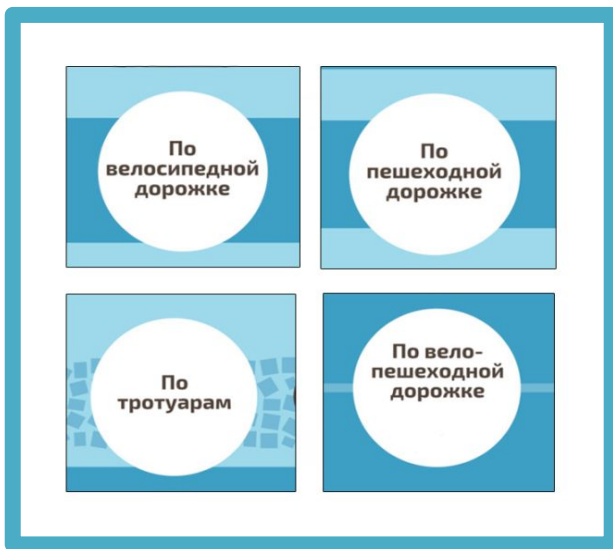 По
велосипедной
дорожке
По
пешеходной
дорожке
По
тротуарам
По вело-
пешеходной
дорожке